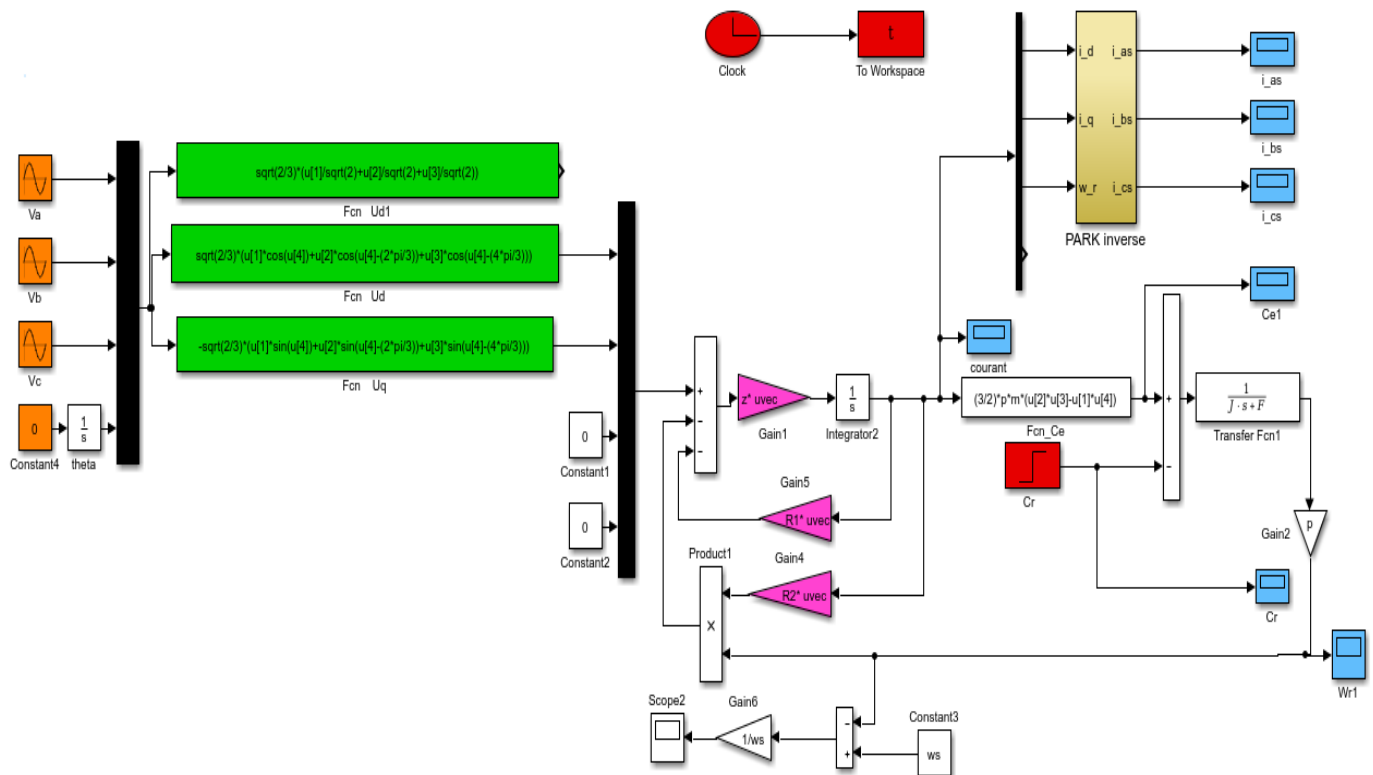 Clock
t
To Workspace
i_d
i_q
w_r
i_as
i_bs
i_cs
PARK inverse
i_as
i_bs
i_cs
Va
Vb
Vc
0
Constant4
1
s
theta
sqrt(2/3)*(u[1]/sqrt(2)+u[2]/sqrt(2)+u[3]/sqrt(2))
Fcn Ud1
sqrt(2/3)*(u[1]*cos(u[4])+u[2]*cos(u[4]-(2*pi/3))+u[3]*cos(u[4]-(4*pi/3)))
Fcn Ud
-sqrt(2/3)*(u[1]*sin(u[4])+u[2]*sin(u[4]-(2*pi/3))+u[3]*sin(u[4]-(4*pi/3)))
Fcn Uq
0
Constant1
0
Constant2
+
−
−
z* uvec
Gain1
1
s
Integrator2
courant
(3/2)*p*m*(u[2]*u[3]-u[1]*u[4])
Fcn_Ce
Ce1
+
−
1
J · s+F
Transfer Fcn1
Cr
Gain5
R1* uvec
Gain4
R2* uvec
Product1
×
p
Gain2
Cr
Wr1
Scope2
Gain6
1/ws
−
+
Constant3
ws